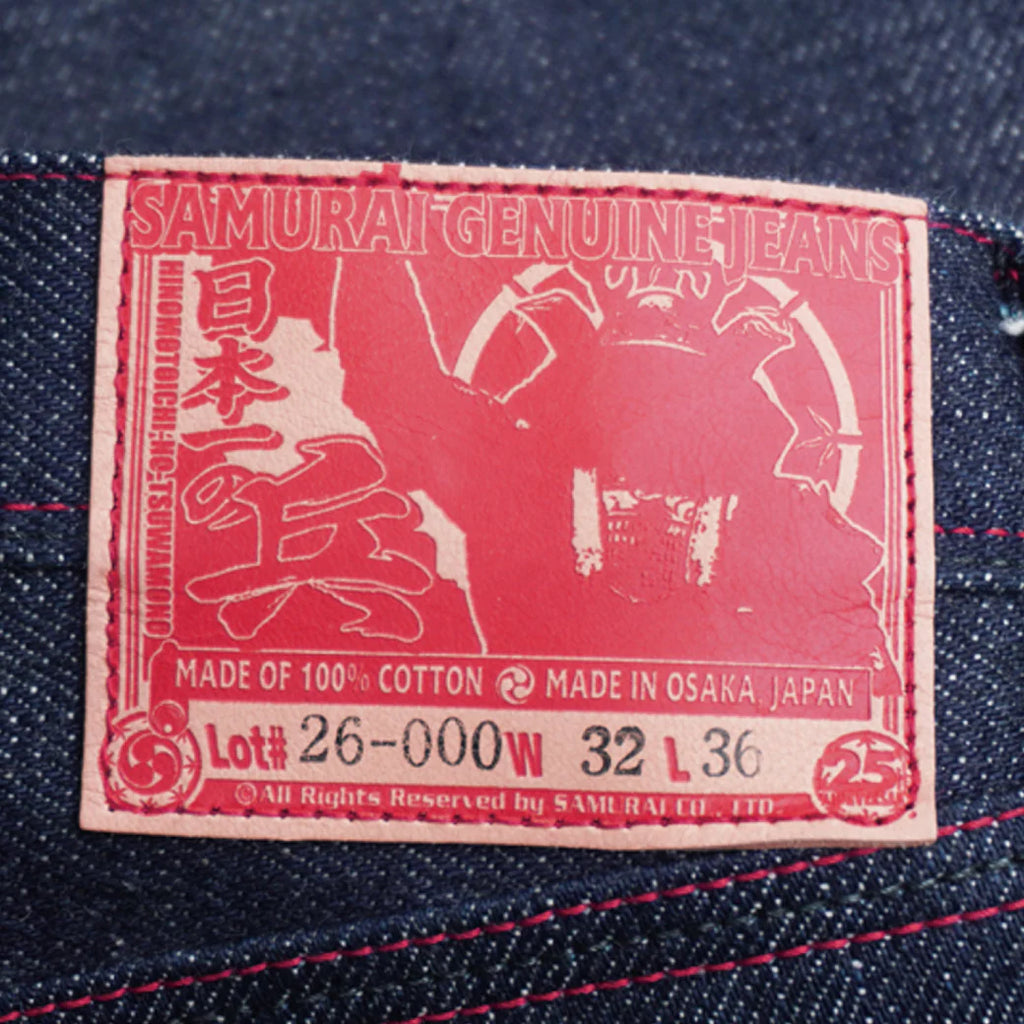 SAMURAI GENUINE JEANS
HINOMOTOICHI-NO-TSUWAMONO
日本一の兵
MADE OF 100% COTTON MADE IN OSAKA, JAPAN
Lot# 26-000 W 32 L 36
©All Rights Reserved by SAMURAI CO., LTD
25